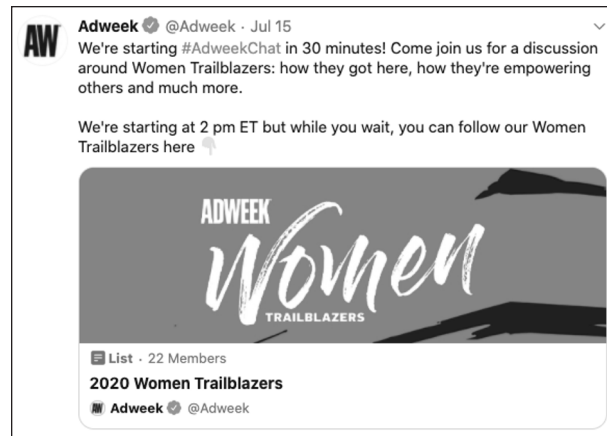 AW
Adweek @Adweek · Jul 15
We're starting #AdweekChat in 30 minutes! Come join us for a discussion
around Women Trailblazers: how they got here, how they're empowering
others and much more.
We're starting at 2 pm ET but while you wait, you can follow our Women
Trailblazers here
ADWEEK
Women
TRAILBLAZERS
List · 22 Members
2020 Women Trailblazers
AW Adweek @Adweek